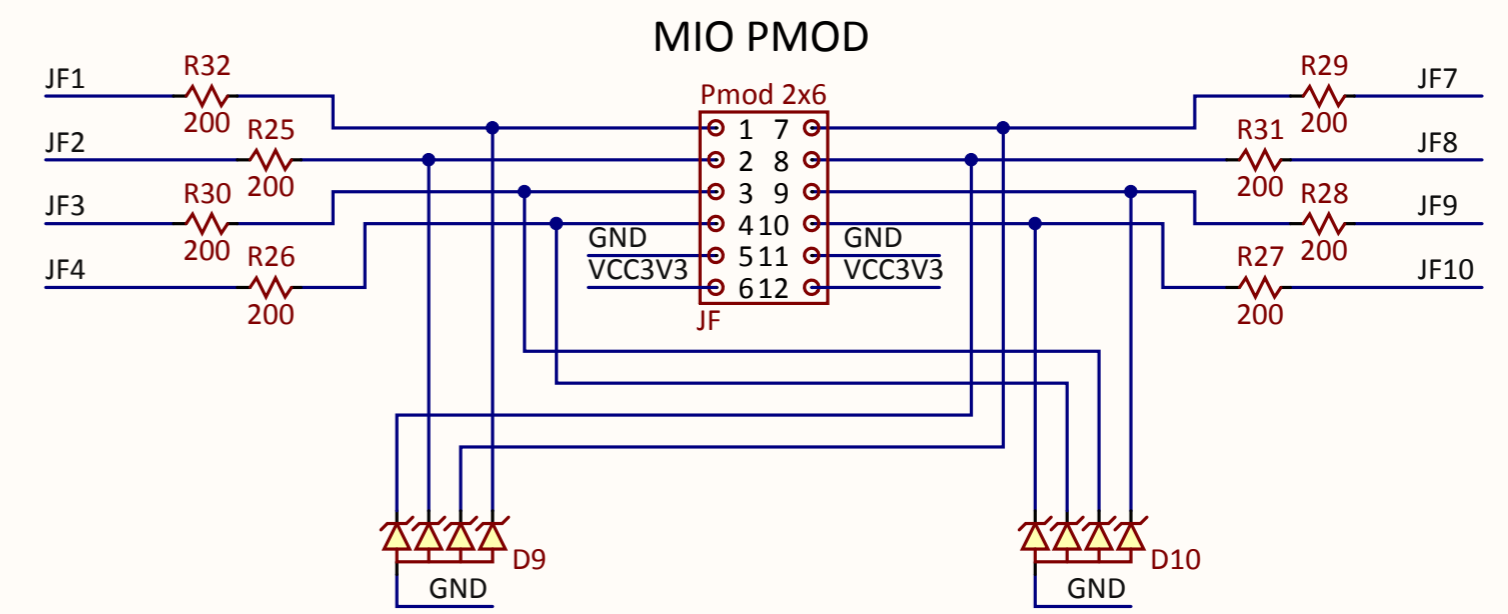 MIO PMOD
JF1 R32 Pmod 2x6 R29 JF7
200 1 7 200
JF2 R25 2 8 R31 JF8
200 200
JF3 R30 3 9 R28 JF9
200 4 10 200
GND GND
JF4 R26 5 11 R27 JF10
VCC3V3 VCC3V3
200 6 12 200
JF
D9 D10
GND GND